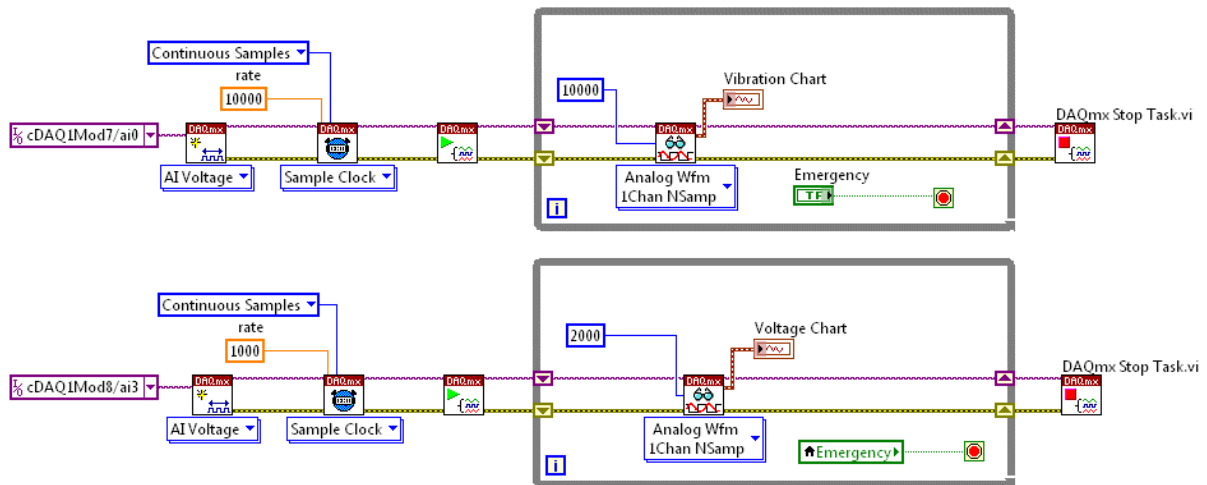 Continuous Samples
rate
10000
I/O cDAQ1Mod7/ai0
DAQmx
AI Voltage
DAQmx
Sample Clock
DAQmx
10000
Vibration Chart
DAQmx
Analog Wfm
1Chan NSamp
Emergency
TF
i
DAQmx Stop Task.vi
DAQmx
Continuous Samples
rate
1000
I/O cDAQ1Mod8/ai3
DAQmx
AI Voltage
DAQmx
Sample Clock
DAQmx
2000
Voltage Chart
DAQmx
Analog Wfm
1Chan NSamp
Emergency
i
DAQmx Stop Task.vi
DAQmx